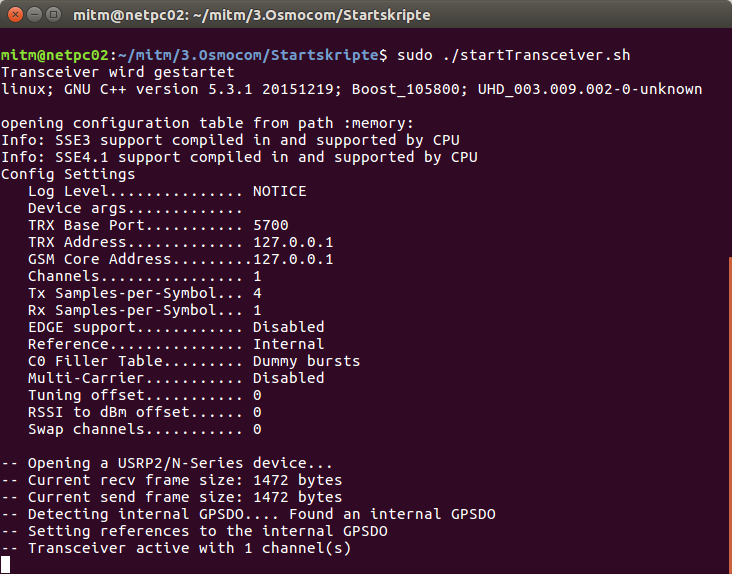 mitm@netpc02: ~/mitm/3.Osmocom/Startskripte
mitm@netpc02:~/mitm/3.Osmocom/Startskripte$ sudo ./startTransceiver.sh
Transceiver wird gestartet
linux; GNU C++ version 5.3.1 20151219; Boost_105800; UHD_003.009.002-0-unknown
opening configuration table from path :memory:
Info: SSE3 support compiled in and supported by CPU
Info: SSE4.1 support compiled in and supported by CPU
Config Settings
   Log Level............... NOTICE
   Device args.............
   TRX Base Port........... 5700
   TRX Address............. 127.0.0.1
   GSM Core Address.........127.0.0.1
   Channels................ 1
   Tx Samples-per-Symbol... 4
   Rx Samples-per-Symbol... 1
   EDGE support............ Disabled
   Reference............... Internal
   C0 Filler Table......... Dummy bursts
   Multi-Carrier........... Disabled
   Tuning offset........... 0
   RSSI to dBm offset...... 0
   Swap channels........... 0
-- Opening a USRP2/N-Series device...
-- Current recv frame size: 1472 bytes
-- Current send frame size: 1472 bytes
-- Detecting internal GPSDO.... Found an internal GPSDO
-- Setting references to the internal GPSDO
-- Transceiver active with 1 channel(s)